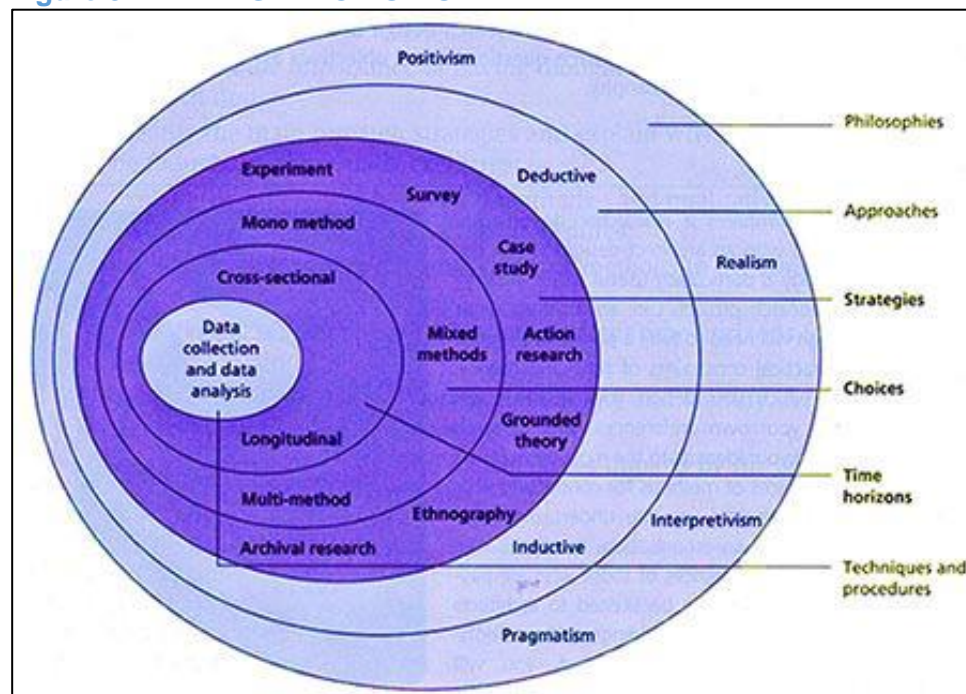 Positivism
Philosophies
Experiment
Deductive
Survey
Approaches
Mono method
Case
study
Realism
Cross-sectional
Strategies
Data
collection
and data
analysis
Mixed
methods
Action
research
Choices
Grounded
theory
Longitudinal
Time
horizons
Multi-method
Ethnography
Interpretivism
Archival research
Inductive
Techniques and
procedures
Pragmatism